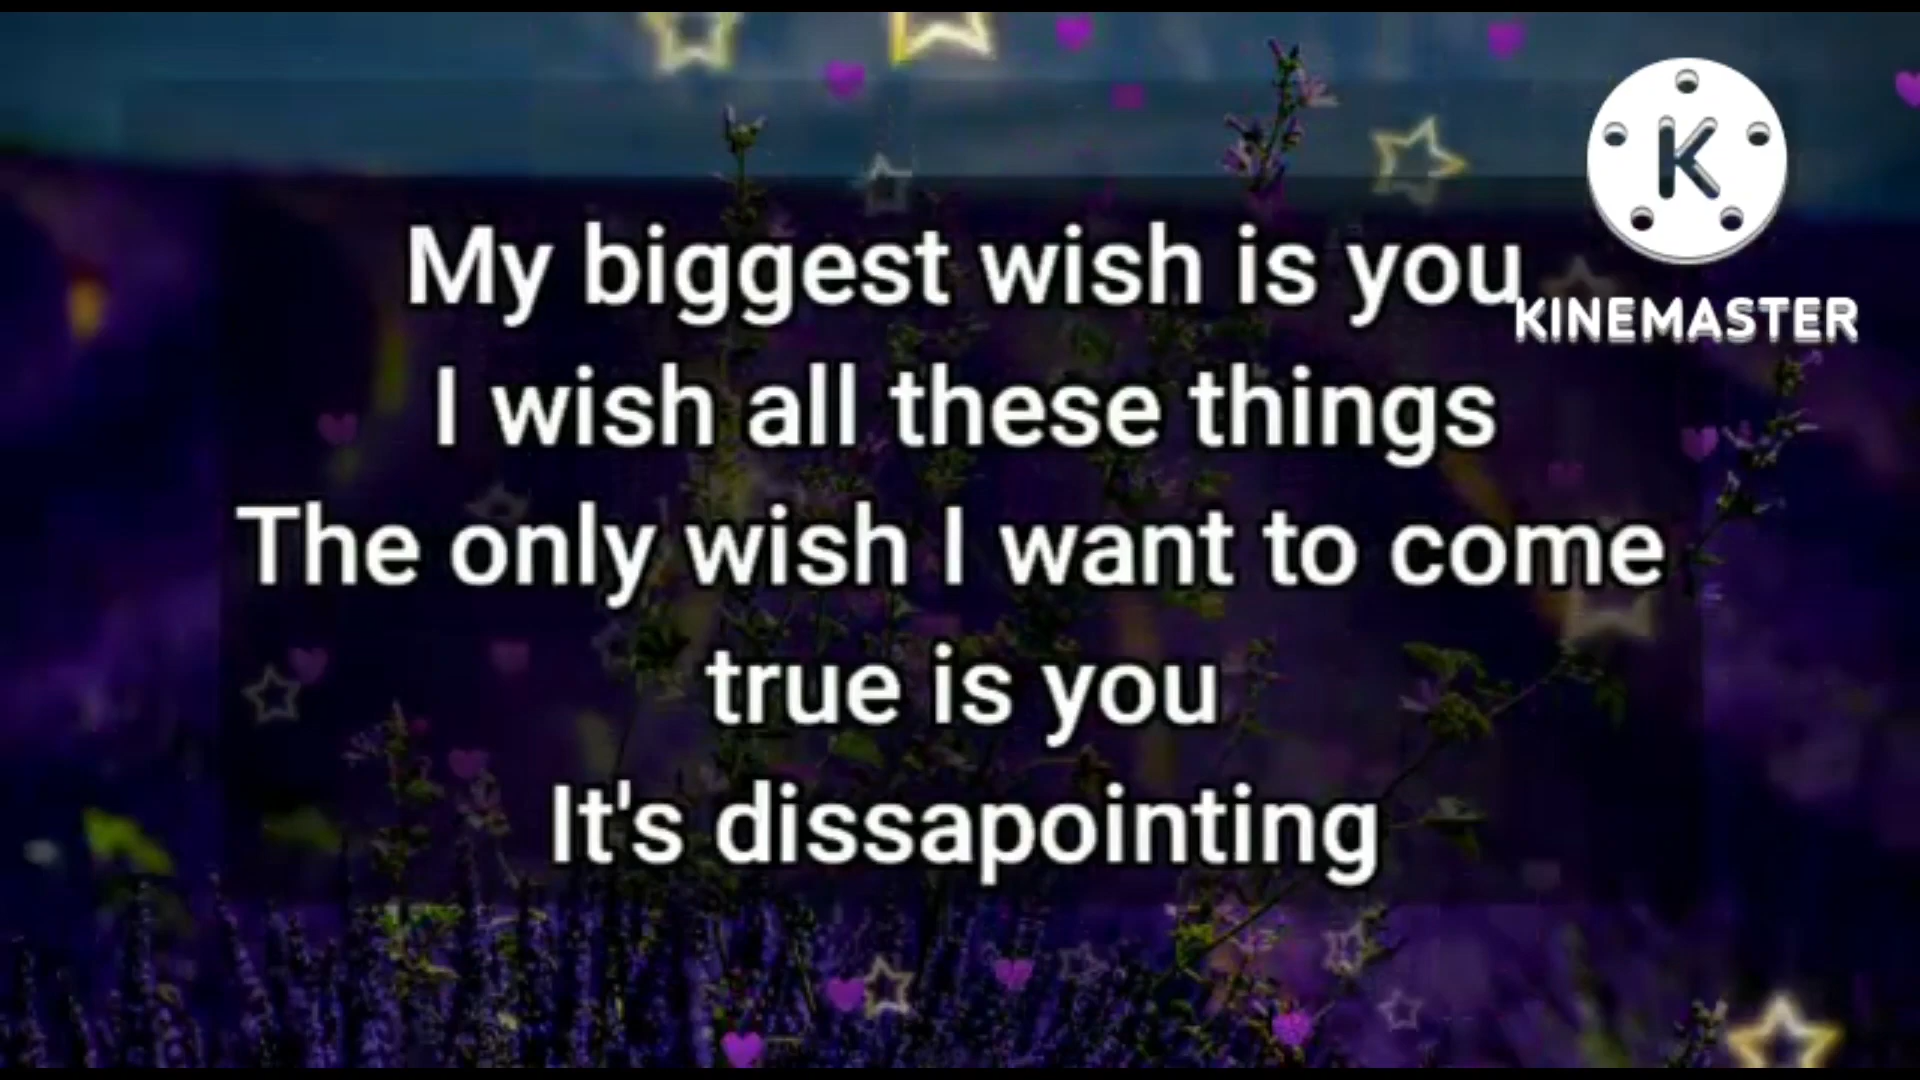 My biggest wish is you
I wish all these things
The only wish I want to come
true is you
It's dissapointing
K
KINEMASTER